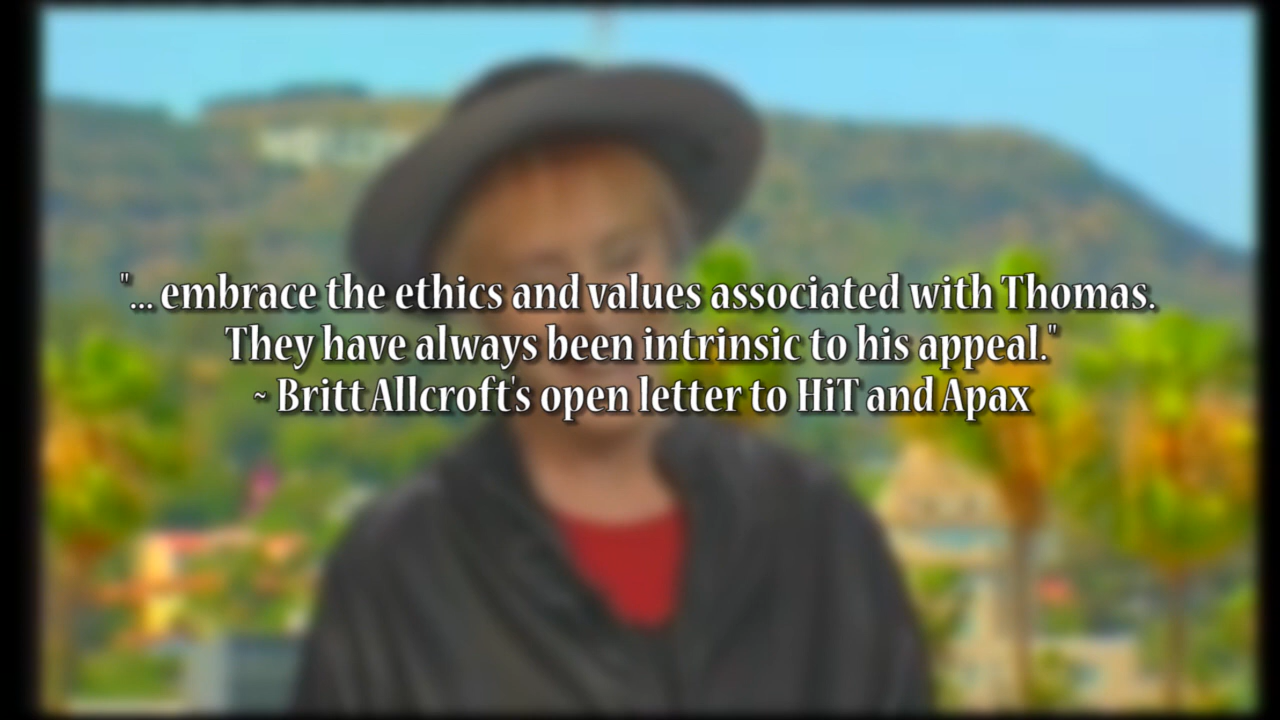 "... embrace the ethics and values associated with Thomas.
They have always been intrinsic to his appeal."
~ Britt Allcroft's open letter to HiT and Apax